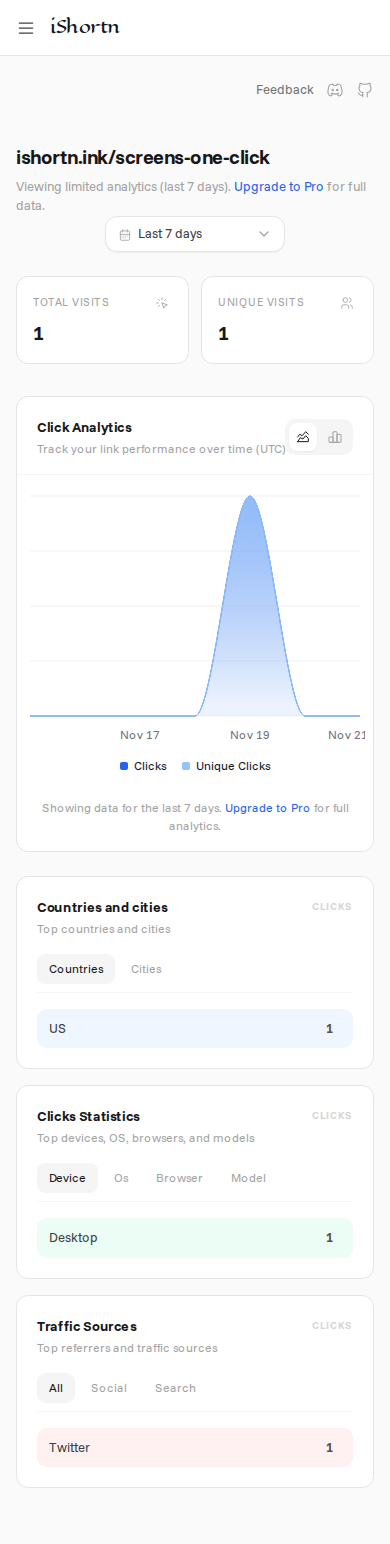 iShortn
Feedback
ishortn.ink/screens-one-click
Viewing limited analytics (last 7 days). Upgrade to Pro for full
data.
Last 7 days
TOTAL VISITS
1
UNIQUE VISITS
1
Click Analytics
Track your link performance over time (UTC)
Nov 17 Nov 19 Nov 21
Clicks Unique Clicks
Showing data for the last 7 days. Upgrade to Pro for full
analytics.
Countries and cities CLICKS
Top countries and cities
Countries Cities
US 1
Clicks Statistics CLICKS
Top devices, OS, browsers, and models
Device Os Browser Model
Desktop 1
Traffic Sources CLICKS
Top referrers and traffic sources
All Social Search
Twitter 1